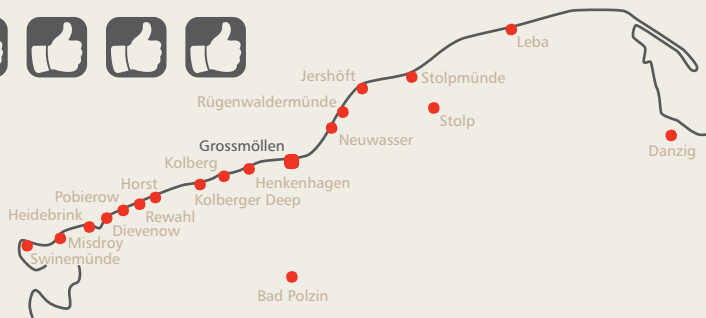 Leba
Jershöft
Stolpmünde
Rügenwaldermünde
Stolp
Neuwasser
Danzig
Grossmöllen
Kolberg
Henkenhagen
Horst
Kolberger Deep
Pobierow
Rewahl
Heidebrink
Dievenow
Misdroy
Swinemünde
Bad Polzin